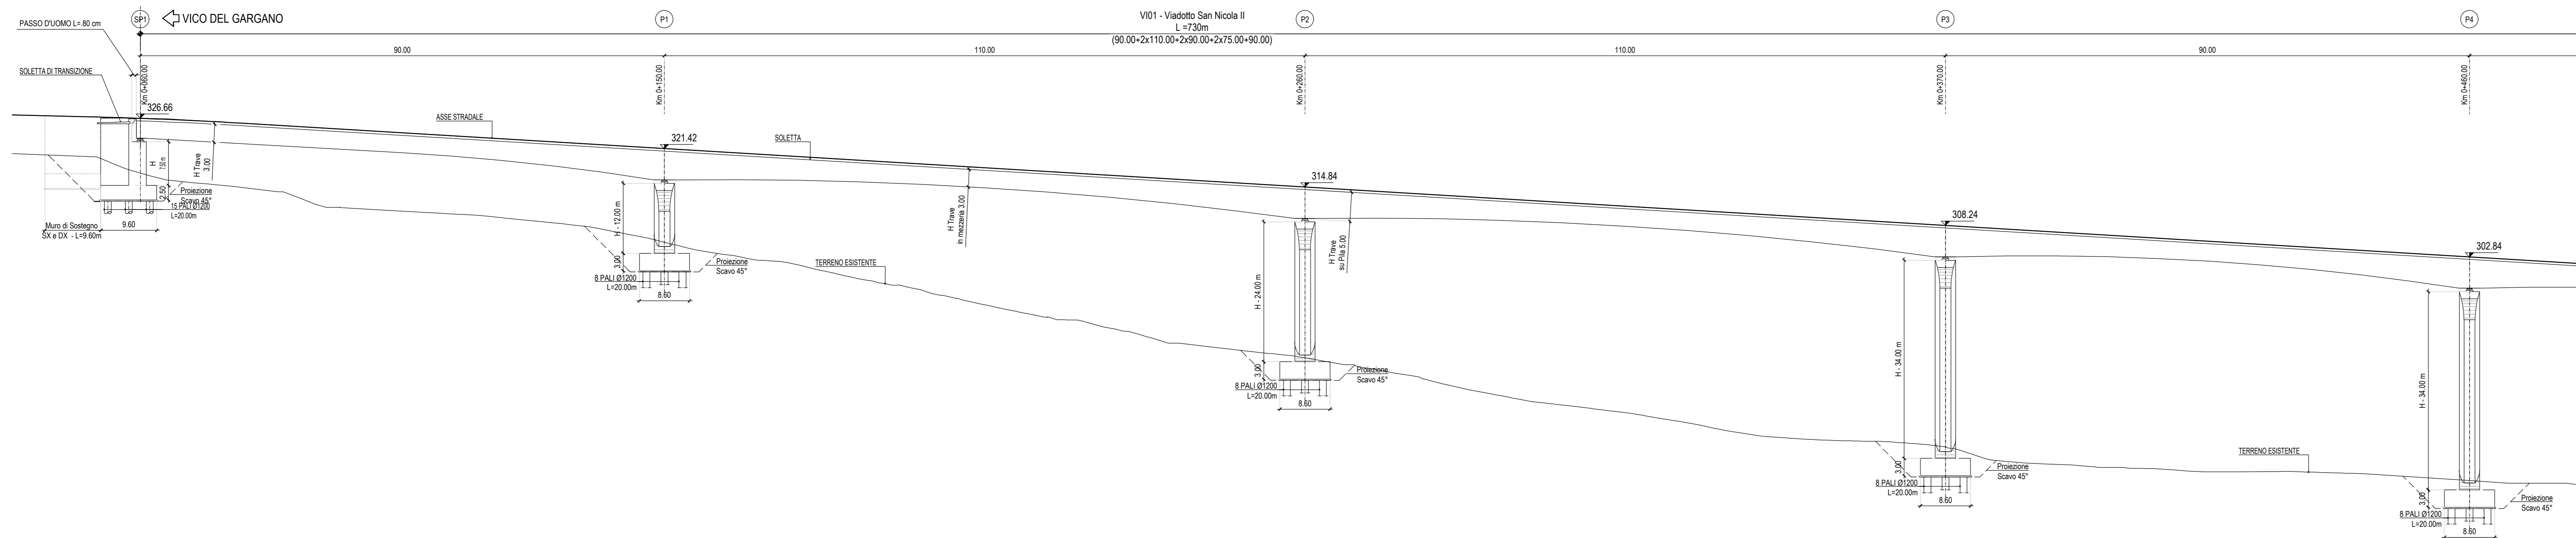 PASSO D'UOMO L=.80 cm
SP1
VICO DEL GARGANO
P1
VI01 - Viadotto San Nicola II
L =730m
(90.00+2x110.00+2x90.00+2x75.00+90.00)
P2
P3
P4
90.00
110.00
110.00
90.00
SOLETTA DI TRANSIZIONE
Km 0+060.00
Km 0+150.00
Km 0+260.00
Km 0+370.00
Km 0+460.00
326.66
ASSE STRADALE
SOLETTA
321.42
314.84
308.24
302.84
H
7.50 m
2.50
H Trave
3.00
Proiezione
Scavo 45°
15 PALI Ø1200
L=20.00m
9.60
Muro di Sostegno
SX e DX - L=9.60m
H - 12.00 m
3.00
8 PALI Ø1200
L=20.00m
8.60
Proiezione
Scavo 45°
TERRENO ESISTENTE
H Trave
in mezzeria 3.00
H - 24.00 m
3.00
8 PALI Ø1200
L=20.00m
8.60
H Trave
su Pila 5.00
Proiezione
Scavo 45°
H - 34.00 m
3.00
8 PALI Ø1200
L=20.00m
8.60
Proiezione
Scavo 45°
TERRENO ESISTENTE
H - 34.00 m
3.00
8 PALI Ø1200
L=20.00m
8.60
Proiezione
Scavo 45°